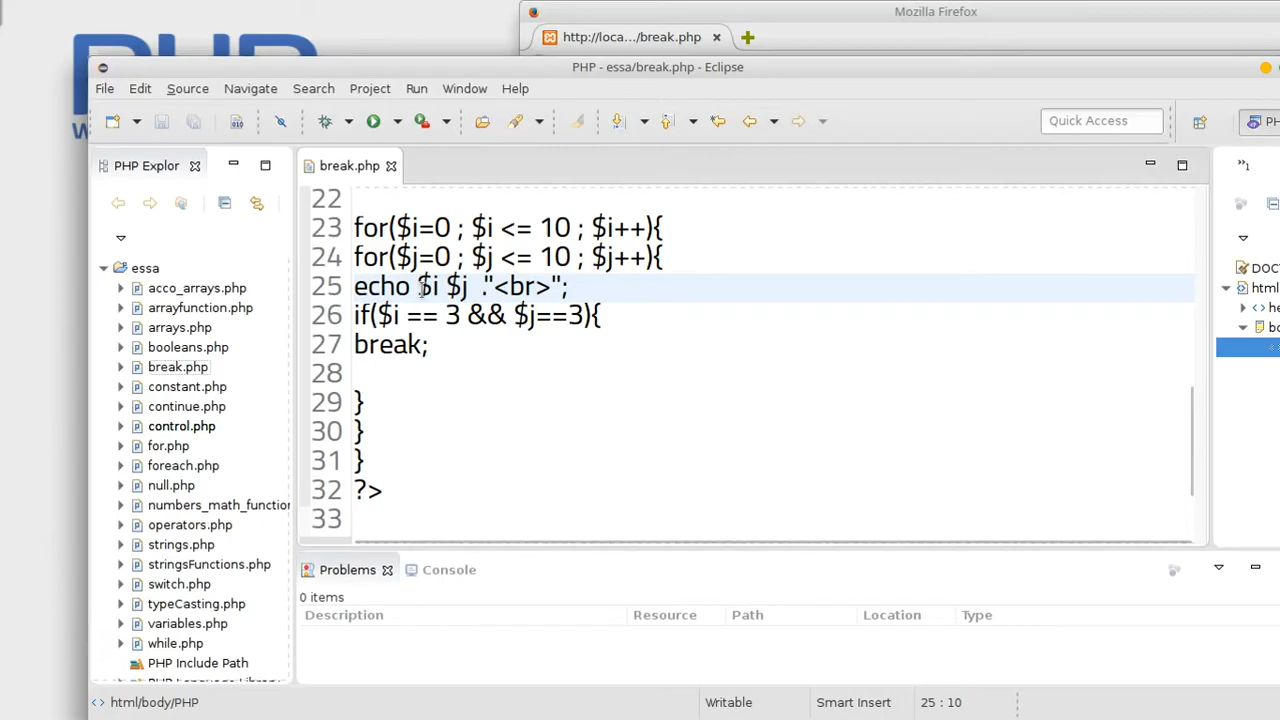 Mozilla Firefox
http://loca.../break.php
PHP - essa/break.php - Eclipse
File Edit Source Navigate Search Project Run Window Help
Quick Access
PHP Explor
break.php
22
23 for($i=0 ; $i <= 10 ; $i++){
24 for($j=0 ; $j <= 10 ; $j++){
25 echo $i $j ."<br>";
26 if($i == 3 && $j==3){
27 break;
28
29 }
30 }
31 }
32 ?>
33
essa
acco_arrays.php
arrayfunction.php
arrays.php
booleans.php
break.php
constant.php
continue.php
control.php
for.php
foreach.php
null.php
numbers_math_function
operators.php
strings.php
stringsFunctions.php
switch.php
typeCasting.php
variables.php
while.php
PHP Include Path
»1
DOC
html
he
bo
Problems Console
0 items
Description Resource Path Location Type
html/body/PHP Writable Smart Insert 25 : 10